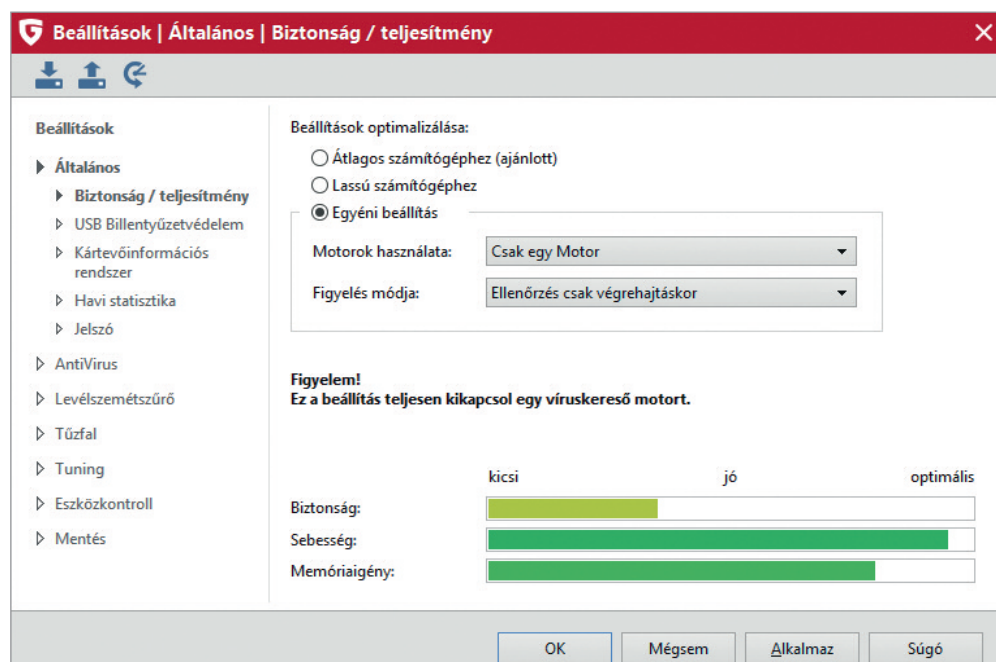 Beállítások | Általános | Biztonság / teljesítmény
Beállítások
Általános
Biztonság / teljesítmény
USB Billentyűzetvédelem
Kártevőinformációs
rendszer
Havi statisztika
Jelszó
AntiVirus
Levélszemétszűrő
Tűzfal
Tuning
Eszközkontroll
Mentés
Beállítások optimalizálása:
Átlagos számítógéphez (ajánlott)
Lassú számítógéphez
Egyéni beállítás
Motorok használata: Csak egy Motor
Figyelés módja: Ellenőrzés csak végrehajtáskor
Figyelem!
Ez a beállítás teljesen kikapcsol egy víruskereső motort.
kicsi jó optimális
Biztonság:
Sebesség:
Memóriaigény:
OK Mégsem Alkalmaz Súgó